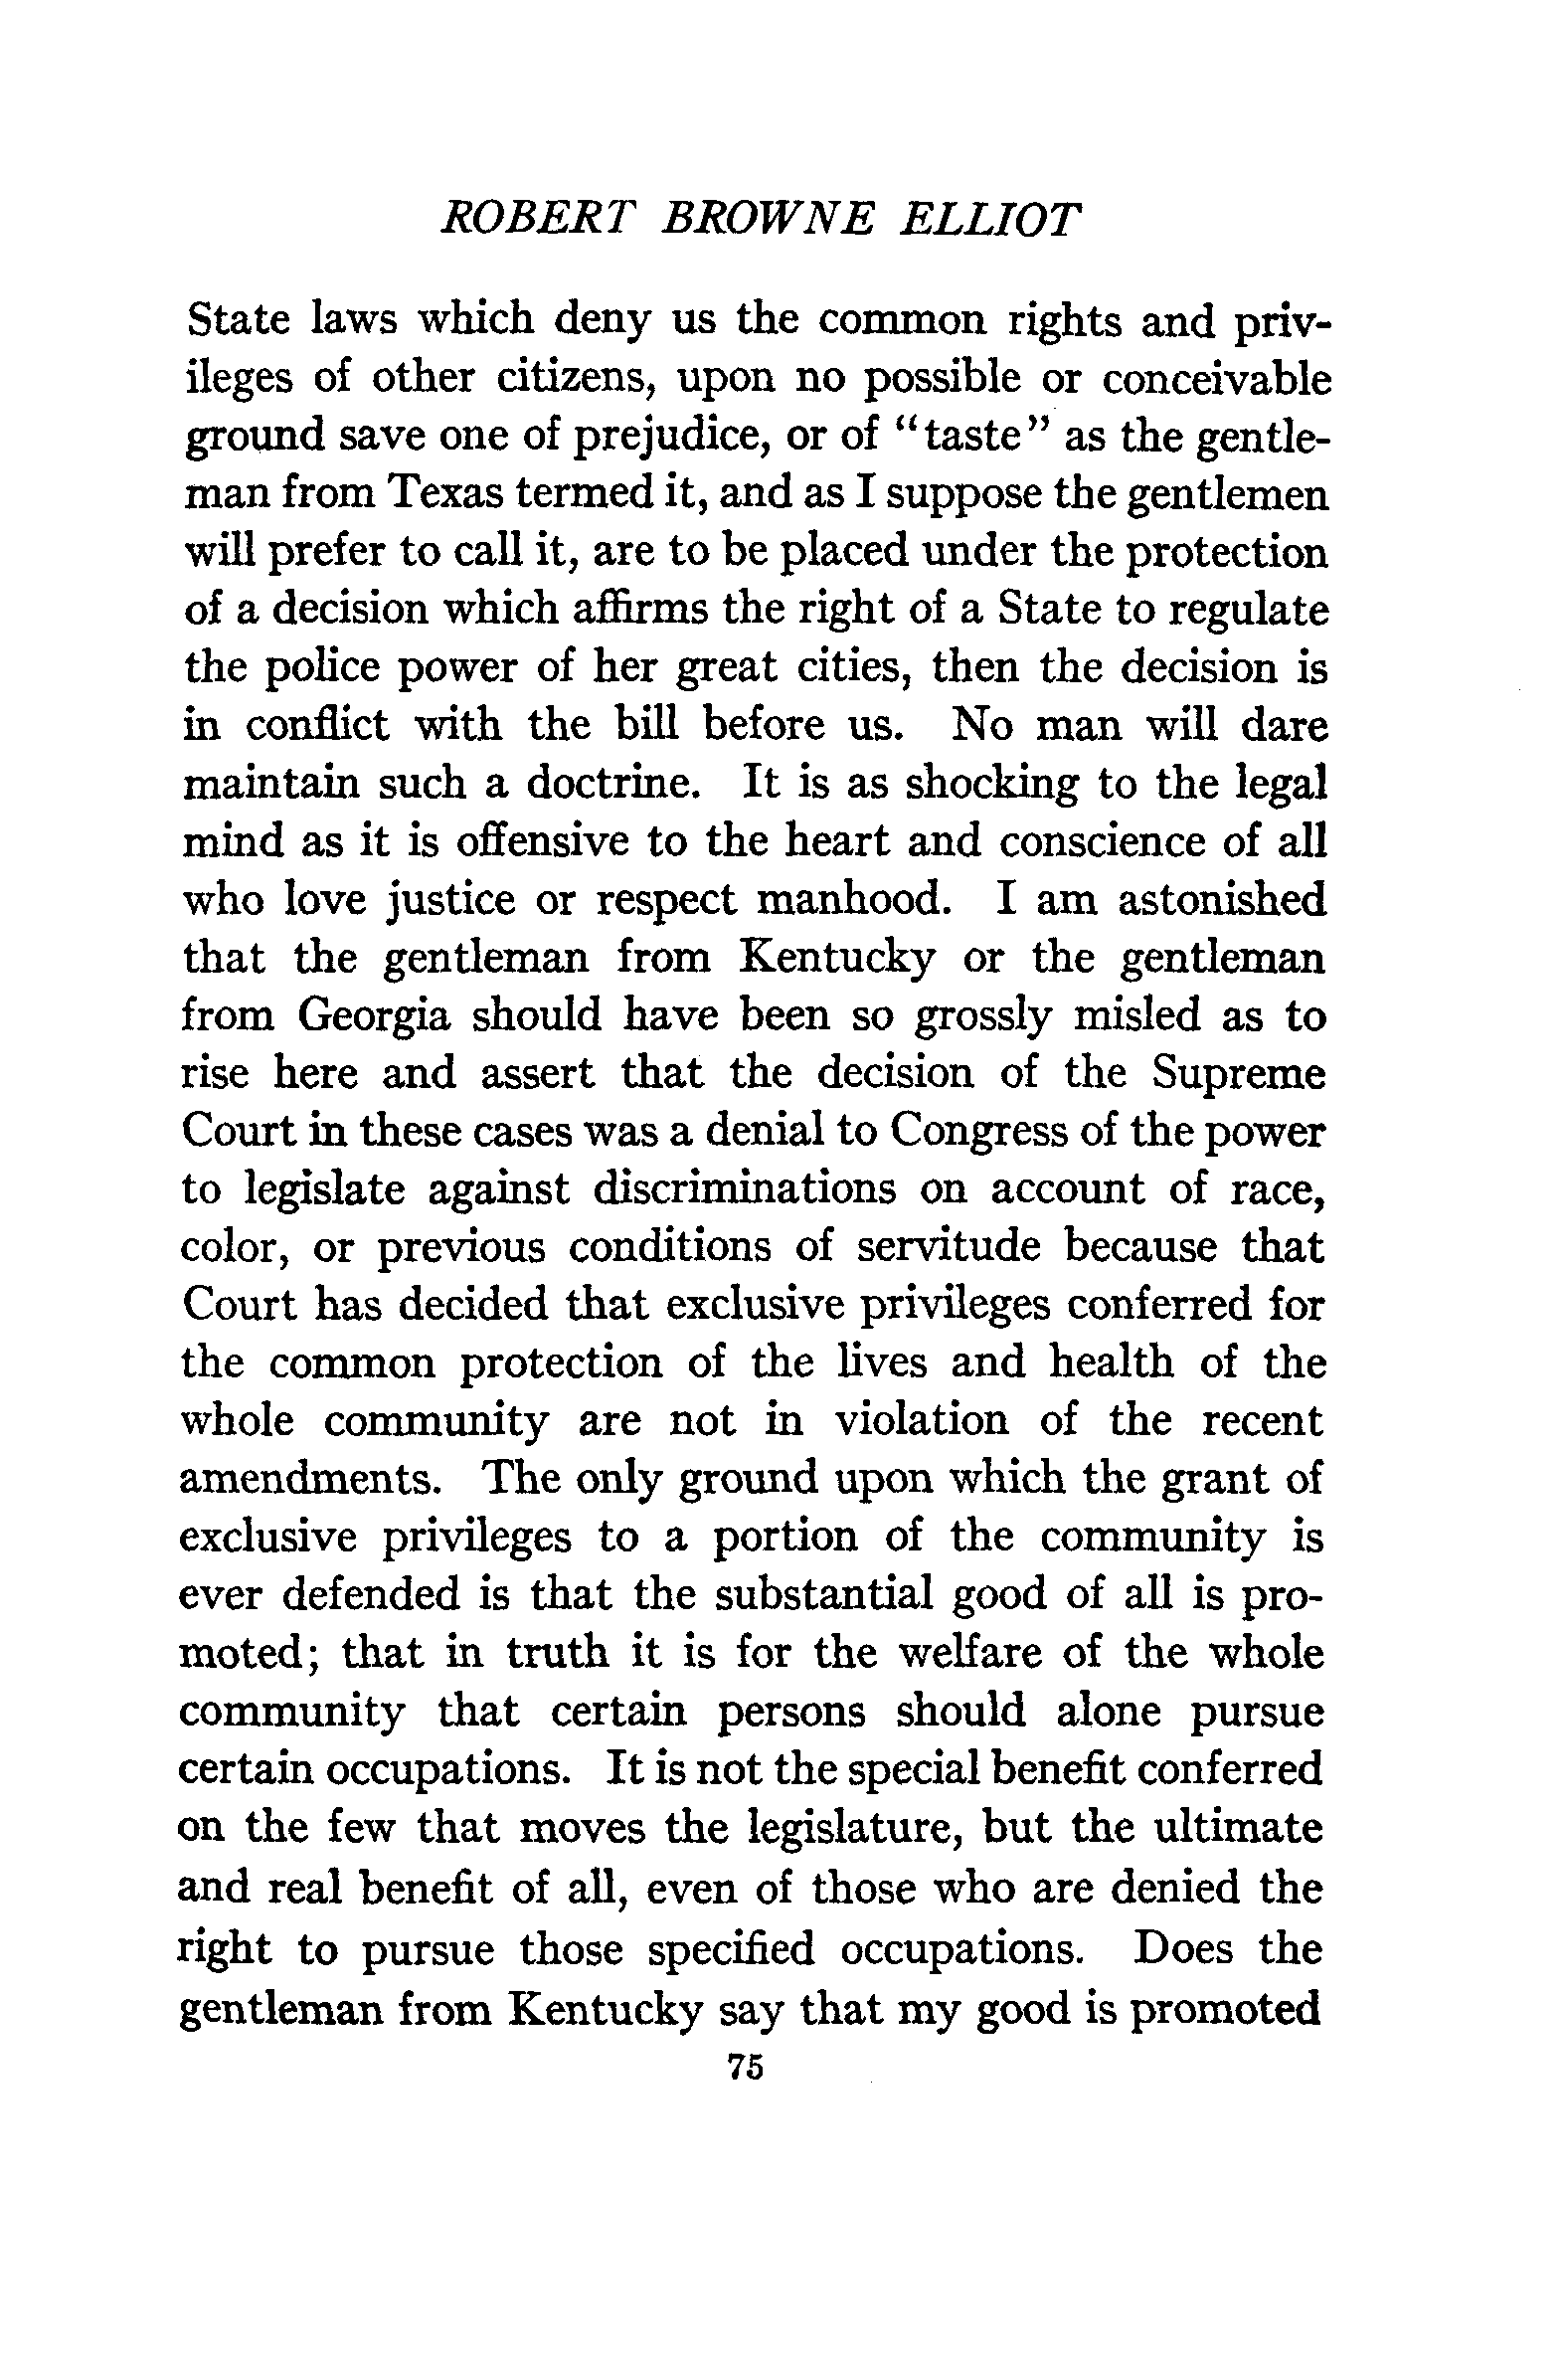 ROBERT BROWNE ELLIOT
State laws which deny us the common rights and priv-
ileges of other citizens, upon no possible or conceivable
ground save one of prejudice, or of "taste" as the gentle-
man from Texas termed it, and as I suppose the gentlemen
will prefer to call it, are to be placed under the protection
of a decision which affirms the right of a State to regulate
the police power of her great cities, then the decision is
in conflict with the bill before us. No man will dare
maintain such a doctrine. It is as shocking to the legal
mind as it is offensive to the heart and conscience of all
who love justice or respect manhood. I am astonished
that the gentleman from Kentucky or the gentleman
from Georgia should have been so grossly misled as to
rise here and assert that the decision of the Supreme
Court in these cases was a denial to Congress of the power
to legislate against discriminations on account of race,
color, or previous conditions of servitude because that
Court has decided that exclusive privileges conferred for
the common protection of the lives and health of the
whole community are not in violation of the recent
amendments. The only ground upon which the grant of
exclusive privileges to a portion of the community is
ever defended is that the substantial good of all is pro-
moted; that in truth it is for the welfare of the whole
community that certain persons should alone pursue
certain occupations. It is not the special benefit conferred
on the few that moves the legislature, but the ultimate
and real benefit of all, even of those who are denied the
right to pursue those specified occupations. Does the
gentleman from Kentucky say that my good is promoted
75